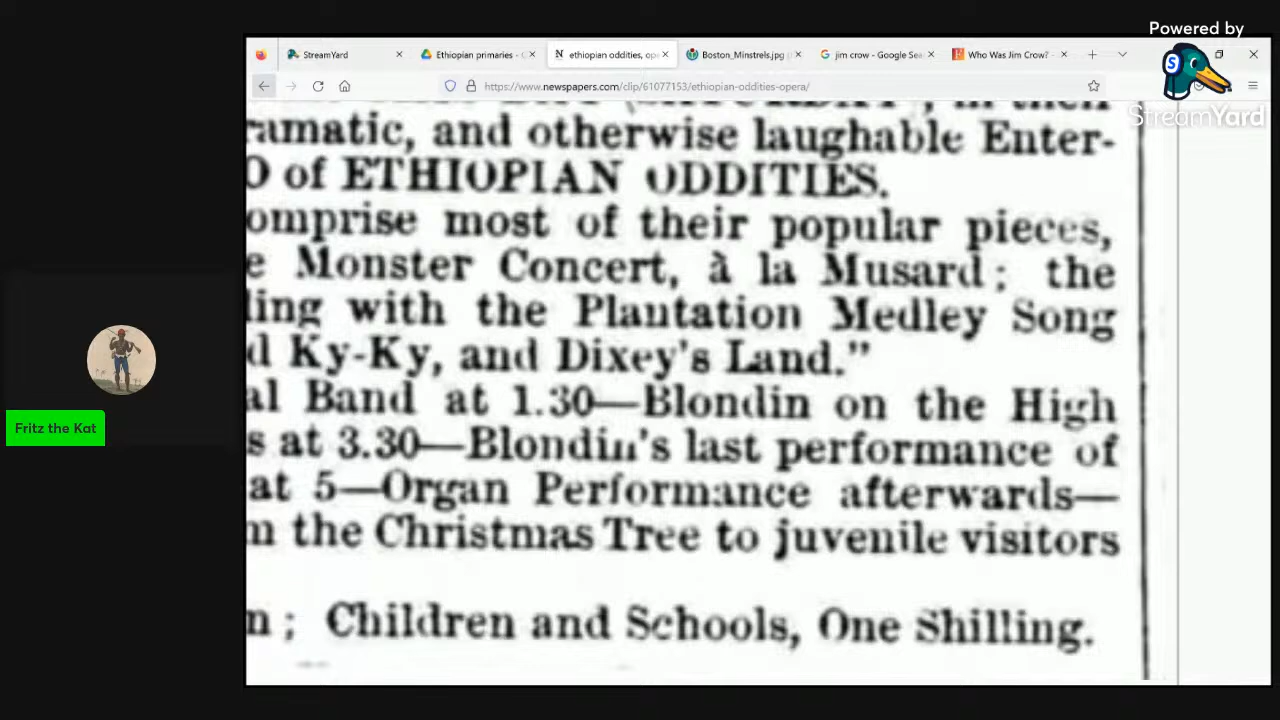 Powered by
StreamYard
StreamYard
Ethiopian primaries - G
ethiopian oddities, ope
Boston_Minstrels.jpg
jim crow - Google Sea
Who Was Jim Crow? -
https://www.newspapers.com/clip/61077153/ethiopian-oddities-opera/
ramatic, and otherwise laughable Enter-
O of ETHIOPIAN ODDITIES.
omprise most of their popular pieces,
e Monster Concert, à la Musard; the
ling with the Plantation Medley Song
d Ky-Ky, and Dixey's Land."
al Band at 1.30—Blondin on the High
s at 3.30—Blondin's last performance of
at 5—Organ Performance afterwards—
m the Christmas Tree to juvenile visitors
n; Children and Schools, One Shilling.
Fritz the Kat